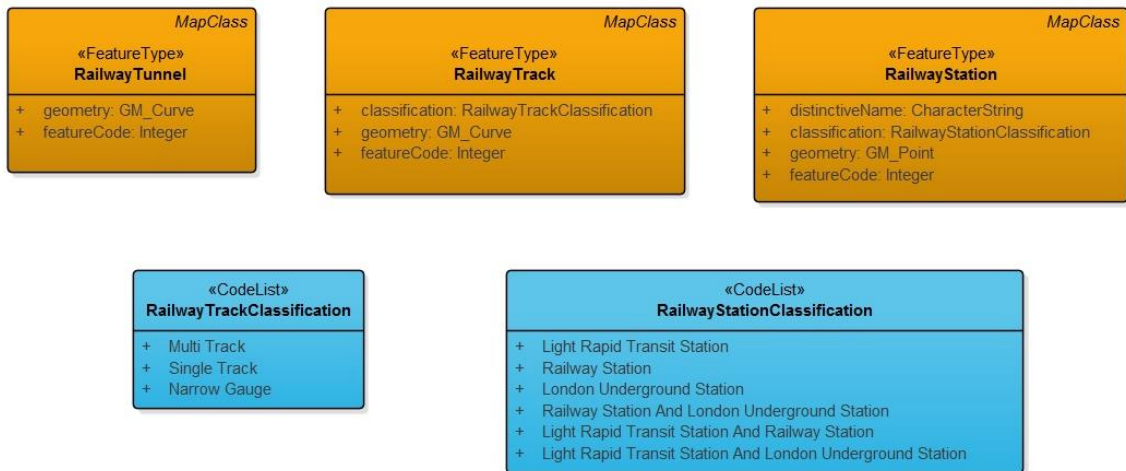 MapClass
«FeatureType»
RailwayTunnel
+ geometry: GM_Curve
+ featureCode: Integer
MapClass
«FeatureType»
RailwayTrack
+ classification: RailwayTrackClassification
+ geometry: GM_Curve
+ featureCode: Integer
MapClass
«FeatureType»
RailwayStation
+ distinctiveName: CharacterString
+ classification: RailwayStationClassification
+ geometry: GM_Point
+ featureCode: Integer
«CodeList»
RailwayTrackClassification
+ Multi Track
+ Single Track
+ Narrow Gauge
«CodeList»
RailwayStationClassification
+ Light Rapid Transit Station
+ Railway Station
+ London Underground Station
+ Railway Station And London Underground Station
+ Light Rapid Transit Station And Railway Station
+ Light Rapid Transit Station And London Underground Station